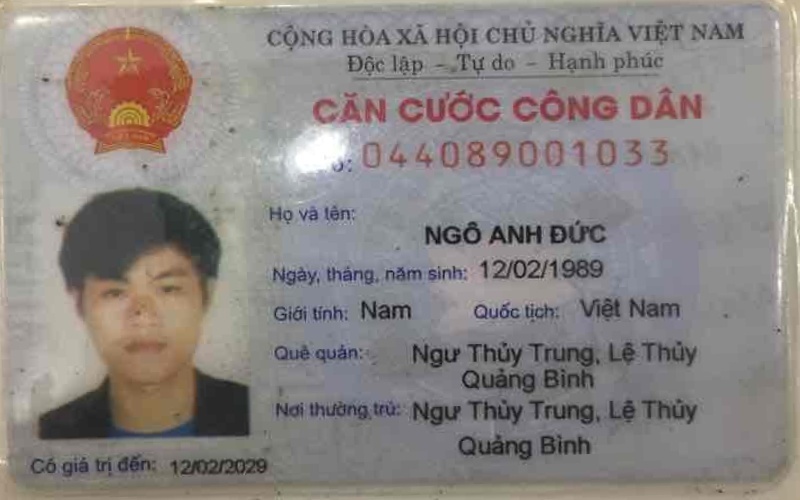 CỘNG HÒA XÃ HỘI CHỦ NGHĨA VIỆT NAM
Độc lập - Tự do - Hạnh phúc
CĂN CƯỚC CÔNG DÂN
044089001033
Họ và tên:
NGÔ ANH ĐỨC
Ngày, tháng, năm sinh: 12/02/1989
Giới tính: Nam Quốc tịch: Việt Nam
Quê quán: Ngư Thủy Trung, Lệ Thủy
Quảng Bình
Nơi thường trú: Ngư Thủy Trung, Lệ Thủy
Quảng Bình
Có giá trị đến: 12/02/2029